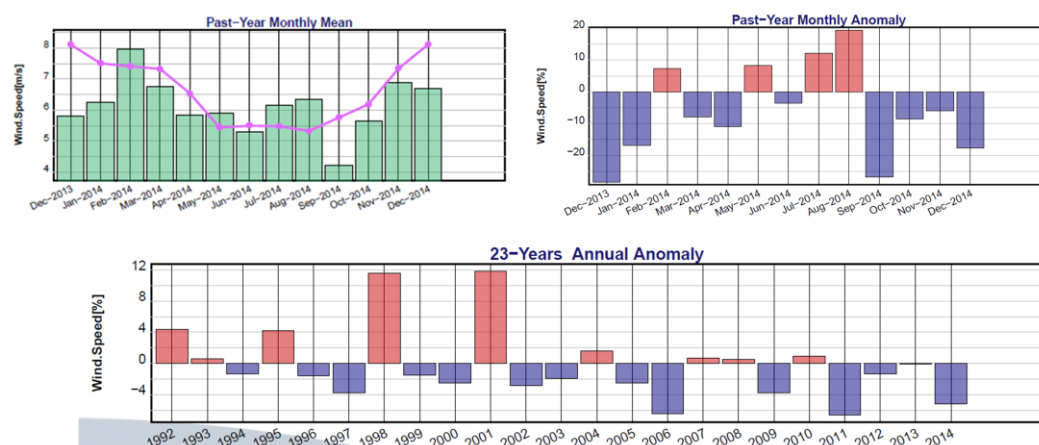 Past−Year Monthly Mean
Wind.Speed[m/s]
8
7
6
5
4
Dec−2013
Jan−2014
Feb−2014
Mar−2014
Apr−2014
May−2014
Jun−2014
Jul−2014
Aug−2014
Sep−2014
Oct−2014
Nov−2014
Dec−2014
Past−Year Monthly Anomaly
Wind.Speed[%]
20
10
0
−10
−20
Dec−2013
Jan−2014
Feb−2014
Mar−2014
Apr−2014
May−2014
Jun−2014
Jul−2014
Aug−2014
Sep−2014
Oct−2014
Nov−2014
Dec−2014
23−Years Annual Anomaly
Wind.Speed[%]
12
8
4
0
−4
1992
1993
1994
1995
1996
1997
1998
1999
2000
2001
2002
2003
2004
2005
2006
2007
2008
2009
2010
2011
2012
2013
2014